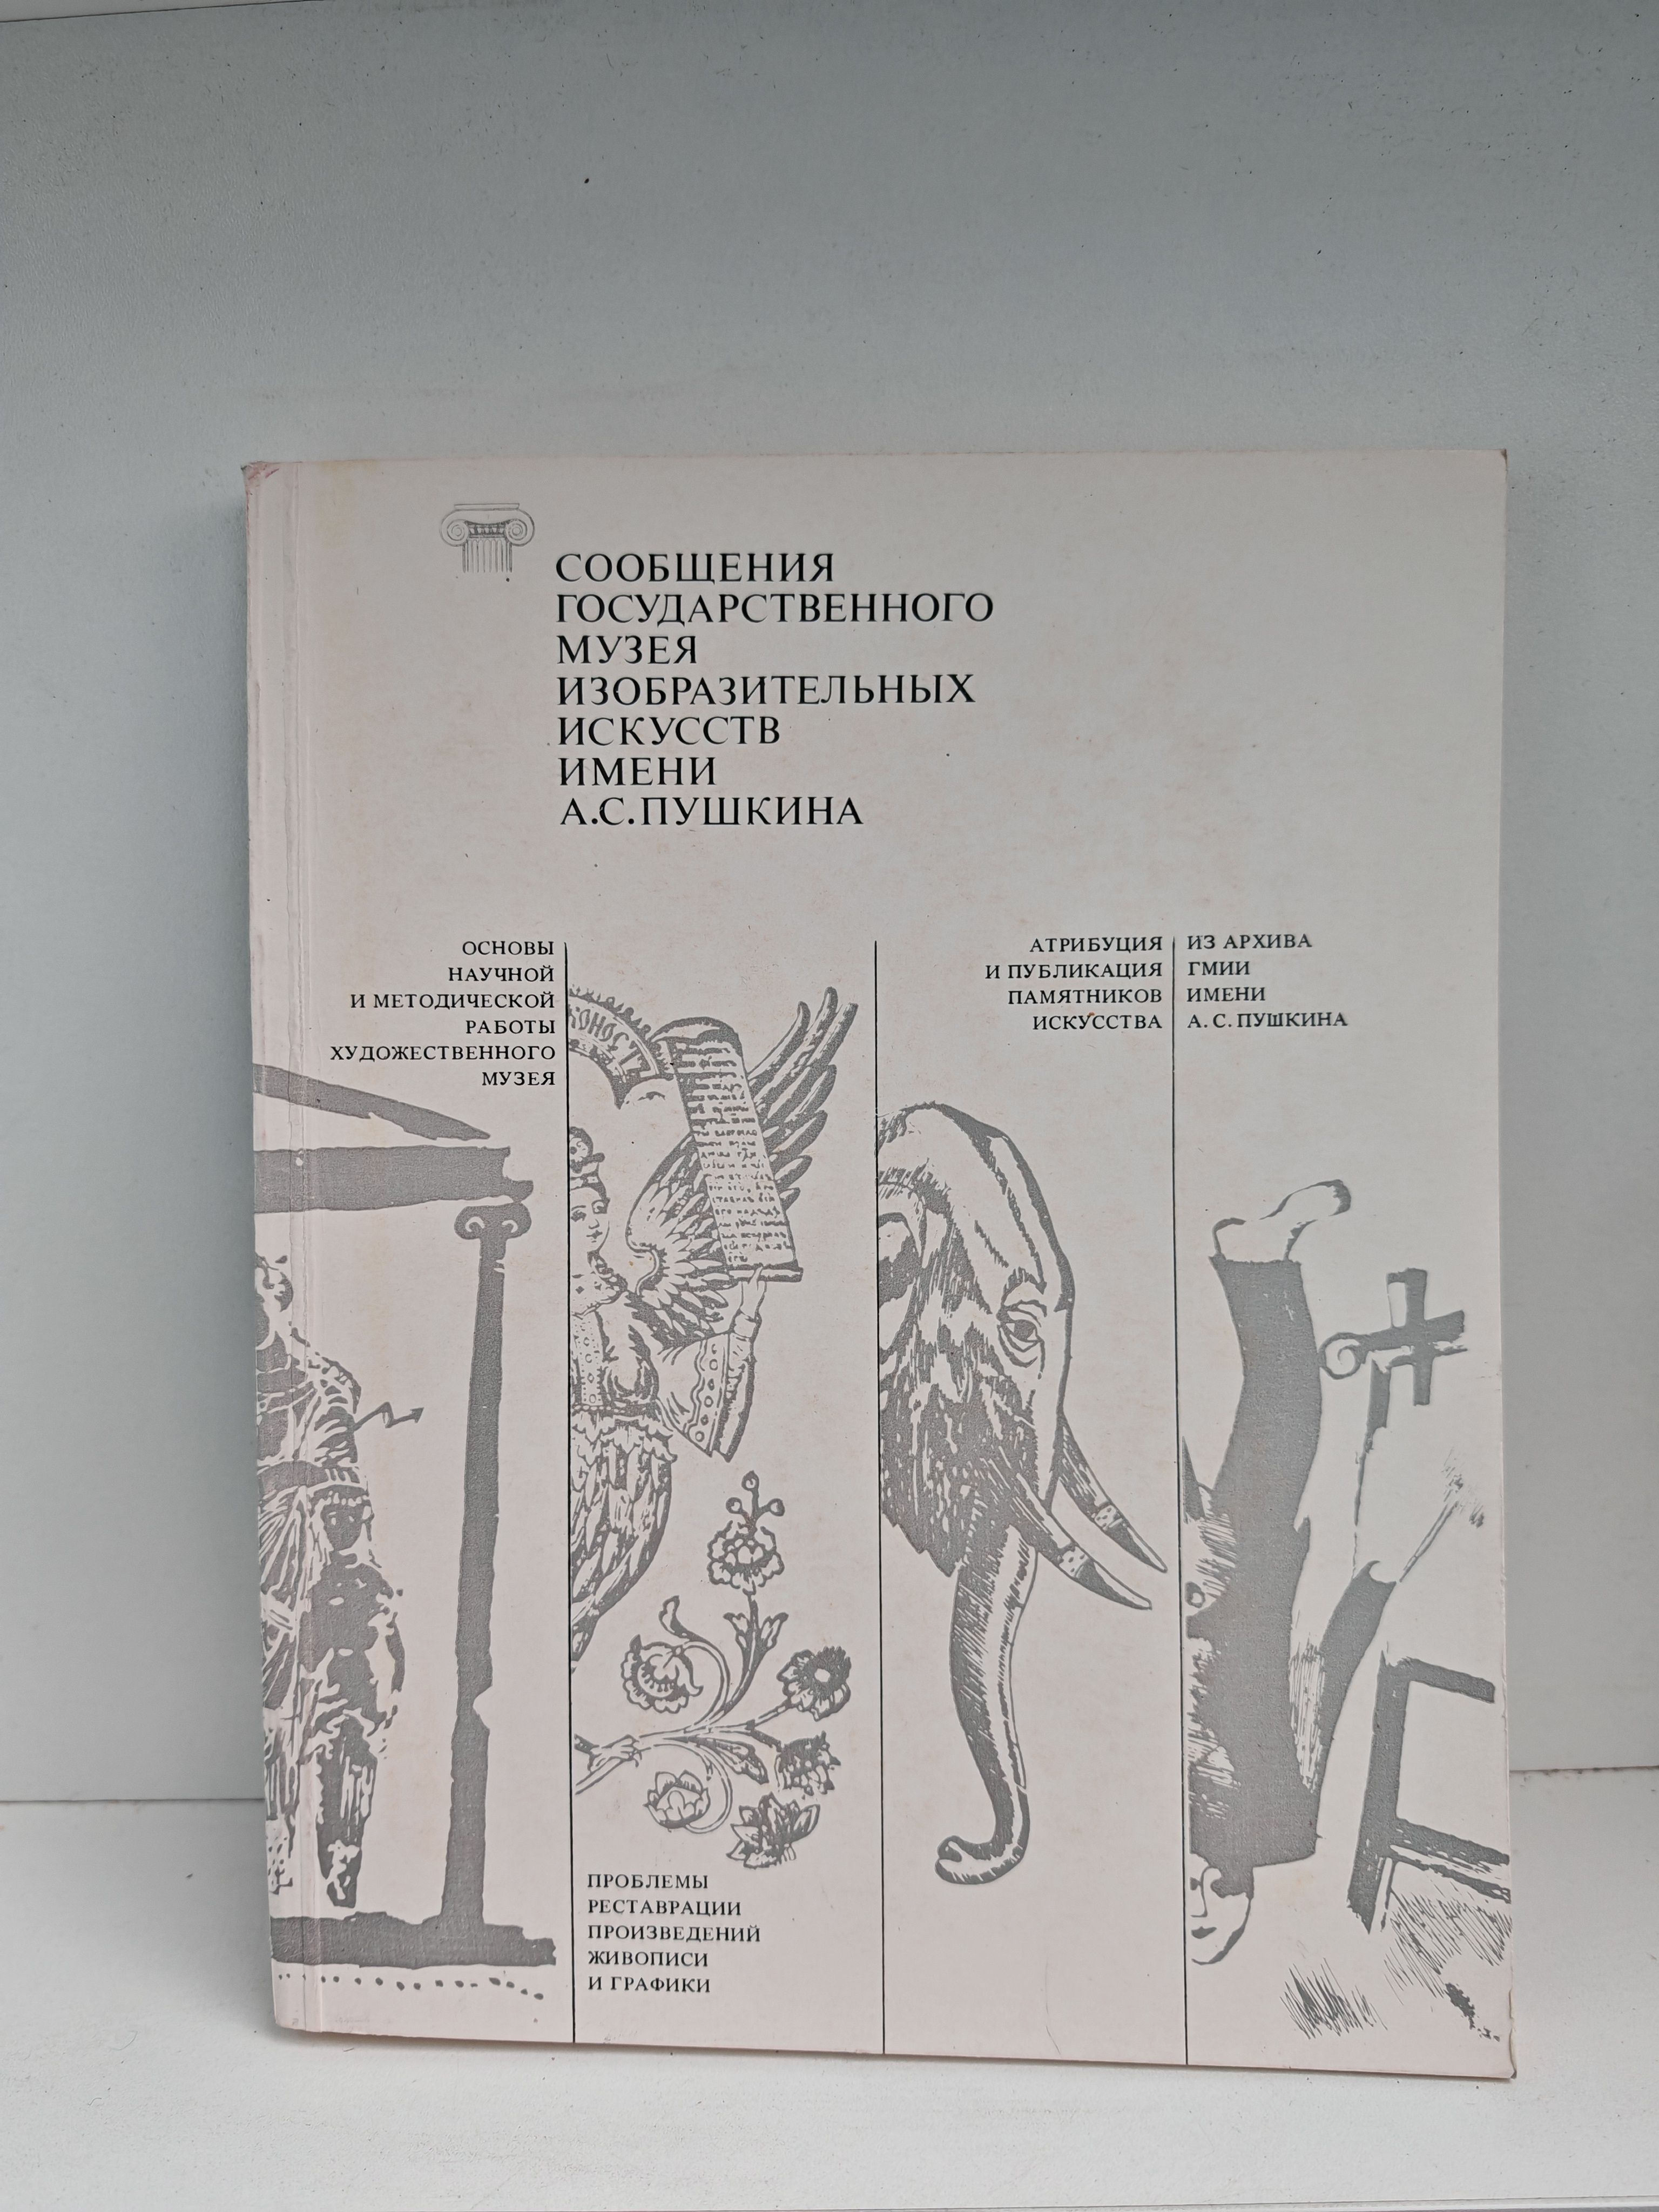 СООБЩЕНИЯ
ГОСУДАРСТВЕННОГО
МУЗЕЯ
ИЗОБРАЗИТЕЛЬНЫХ
ИСКУССТВ
ИМЕНИ
А.С.ПУШКИНА
ОСНОВЫ
НАУЧНОЙ
И МЕТОДИЧЕСКОЙ
РАБОТЫ
ХУДОЖЕСТВЕННОГО
МУЗЕЯ
АТРИБУЦИЯ
И ПУБЛИКАЦИЯ
ПАМЯТНИКОВ
ИСКУССТВА
ИЗ АРХИВА
ГМИИ
ИМЕНИ
А. С. ПУШКИНА
ПРОБЛЕМЫ
РЕСТАВРАЦИИ
ПРОИЗВЕДЕНИЙ
ЖИВОПИСИ
И ГРАФИКИ